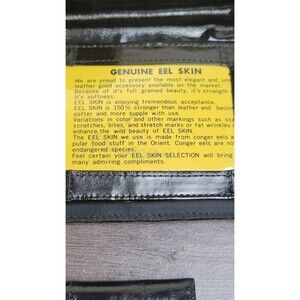 GENUINE EEL SKIN
We are proud to present the most elegant and
leather good accessory available on the market.
Because of it's full grained beauty, it's strength
it's softness.
EEL SKIN is enjoying tremendous acceptance.
EEL SKIN is 150% stronger than leather and becom
softer and more supple with use.
Variations in color and other markings such as sca
scratches, bites, and stretch marks or fat wrinkles
enhance the wild beauty of EEL SKIN.
The EEL SKIN we use is made from conger eels a
pular food stuff in the Orient. Conger eels are no
endangered species.
Feel certain your EEL SKIN SELECTION will bring
many admiring compliments.